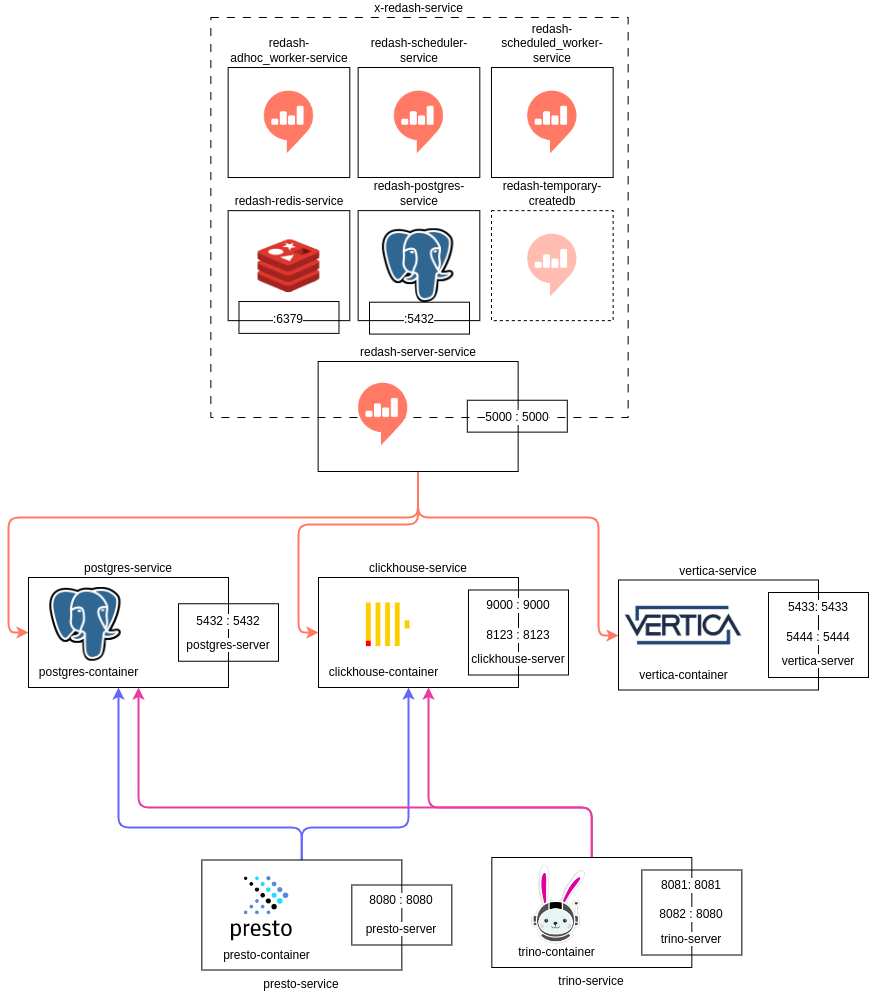 x-redash-service
redash-
adhoc_worker-service
redash-scheduler-
service
redash-
scheduled_worker-
service
redash-redis-service
redash-postgres-
service
redash-temporary-
createdb
:6379
:5432
redash-server-service
5000 : 5000
postgres-service
5432 : 5432
postgres-server
postgres-container
clickhouse-service
9000 : 9000
8123 : 8123
clickhouse-server
clickhouse-container
vertica-service
VERTICA
5433: 5433
5444 : 5444
vertica-server
vertica-container
presto
8080 : 8080
presto-server
presto-container
presto-service
8081: 8081
8082 : 8080
trino-server
trino-container
trino-service